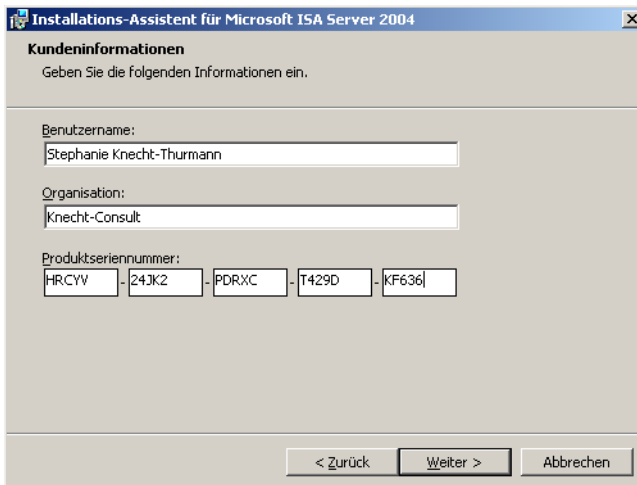 Installations-Assistent für Microsoft ISA Server 2004
Kundeninformationen
Geben Sie die folgenden Informationen ein.
Benutzername:
Stephanie Knecht-Thurmann
Organisation:
Knecht-Consult
Produktseriennummer:
HRCYV - 24JK2 - PDRXC - T429D - KF636
< Zurück Weiter > Abbrechen